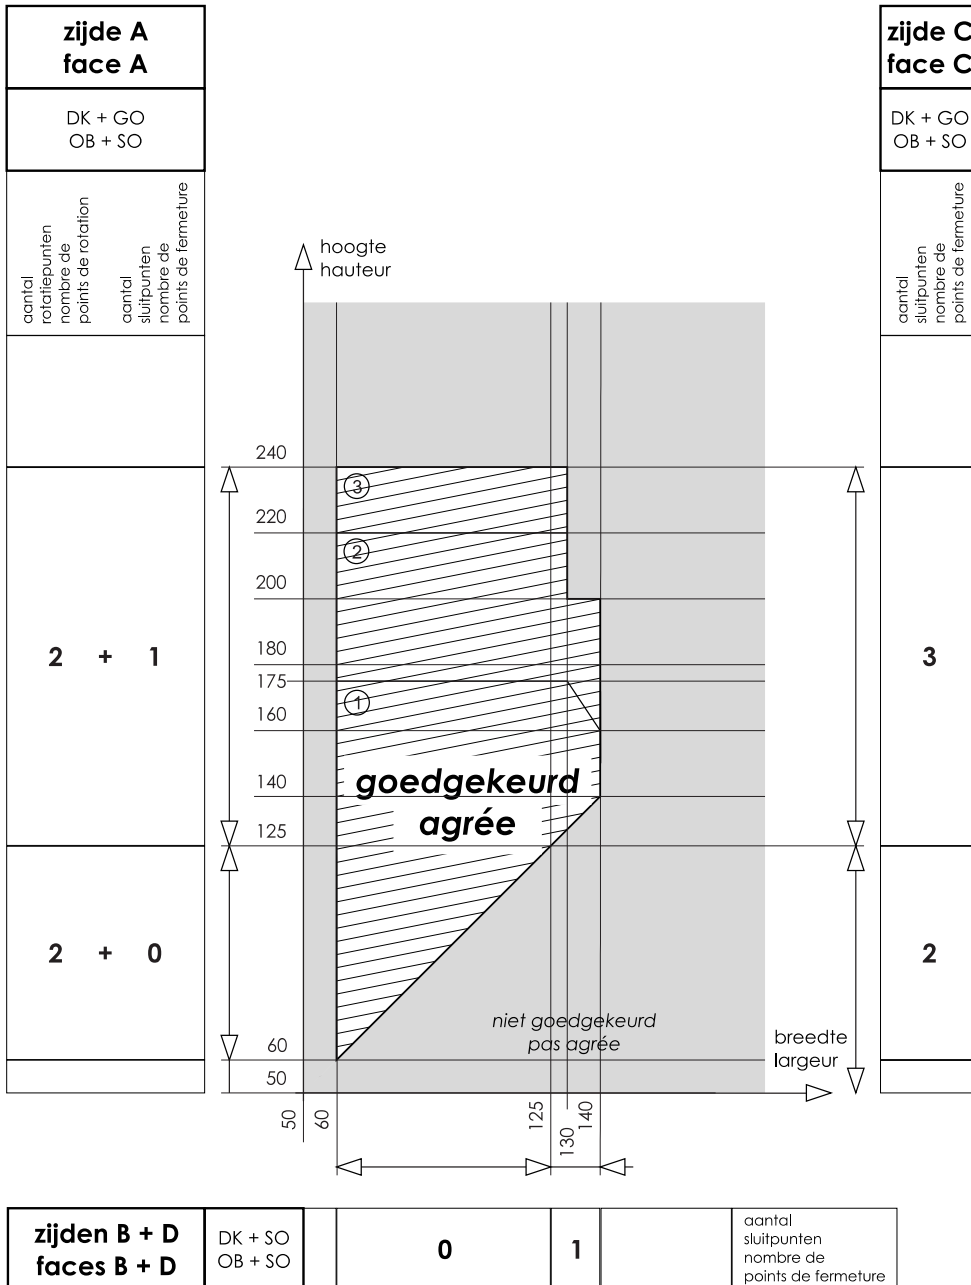 zijde A
face A
DK + GO
OB + SO
aantal
rotatiepunten
nombre de
points de rotation
aantal
sluitpunten
nombre de
points de fermeture
zijde C
face C
DK + GO
OB + SO
aantal
sluitpunten
nombre de
points de fermeture
hoogte
hauteur
240
3
220
2
200
180
175
1
160
140
125
60
50
2 + 1
2 + 0
3
2
goedgekeurd
agrée
niet goedgekeurd
pas agrée
breedte
largeur
50
60
125
130
140
zijden B + D
faces B + D
DK + SO
OB + SO
0
1
aantal
sluitpunten
nombre de
points de fermeture